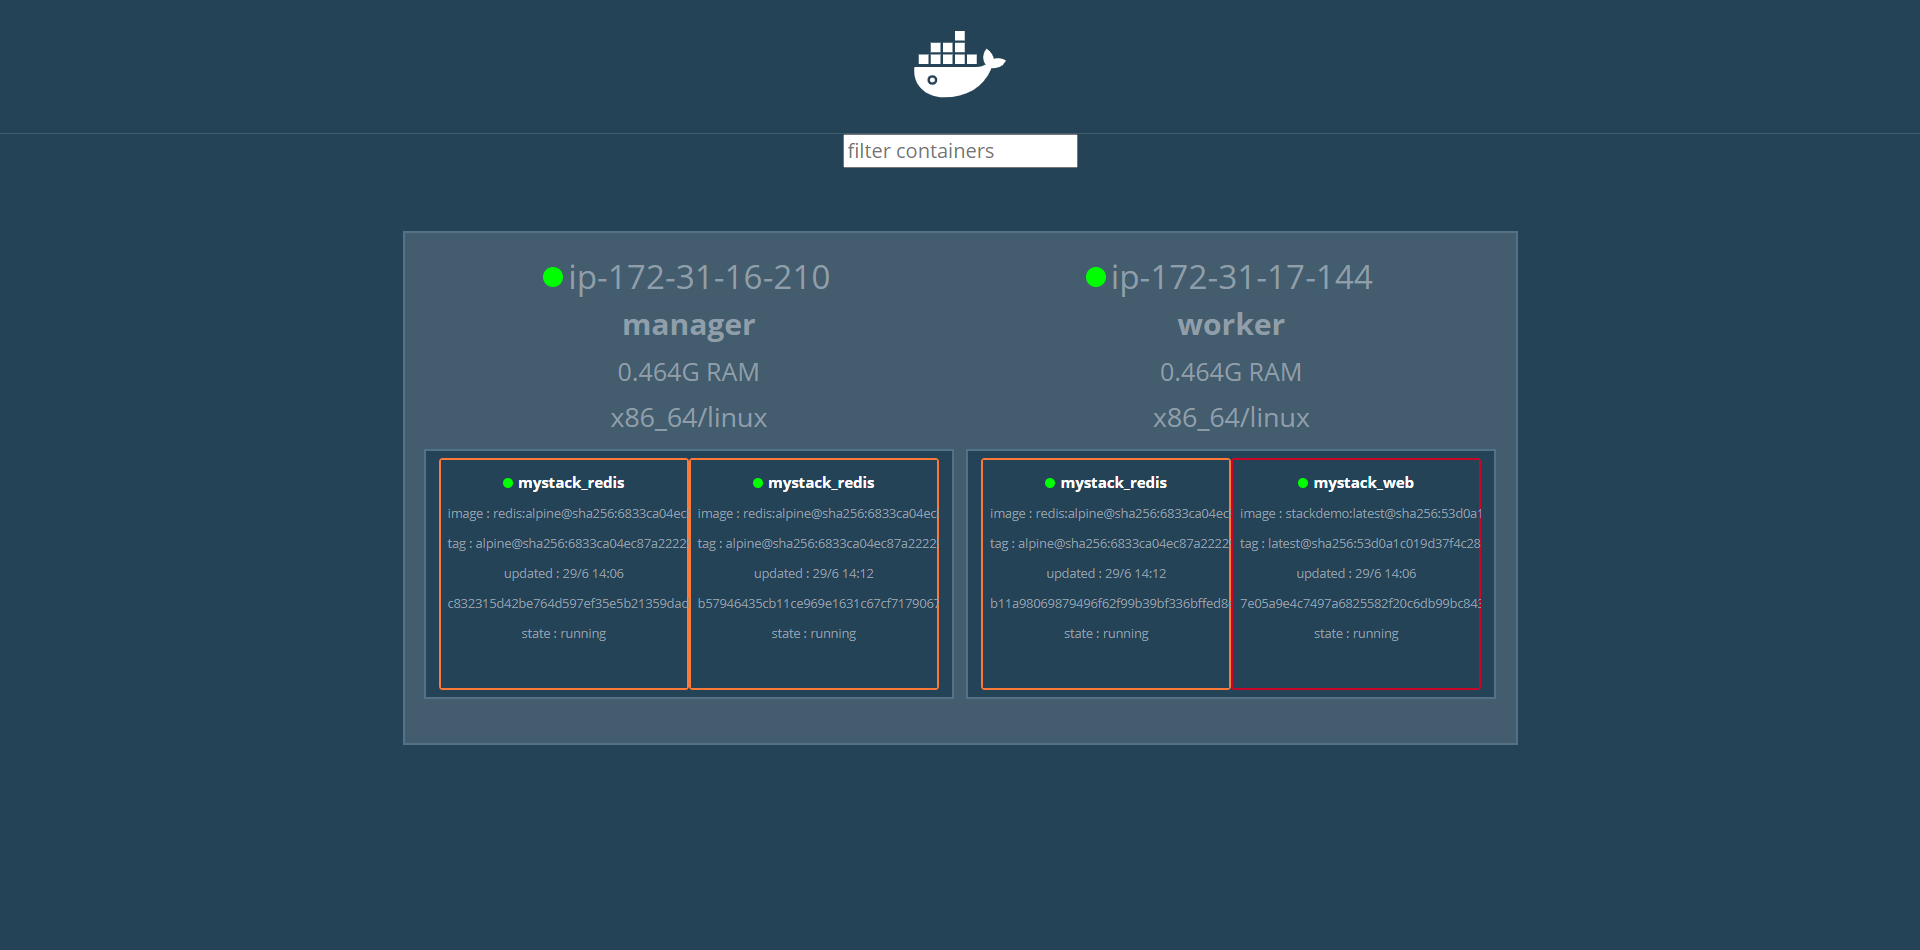 filter containers
ip-172-31-16-210
manager
0.464G RAM
x86_64/linux
mystack_redis
image : redis:alpine@sha256:6833ca04ec
tag : alpine@sha256:6833ca04ec87a2222
updated : 29/6 14:06
c832315d42be764d597ef35e5b21359dad
state : running
mystack_redis
image : redis:alpine@sha256:6833ca04ec
tag : alpine@sha256:6833ca04ec87a2222
updated : 29/6 14:12
b57946435cb11ce969e1631c67cf7179067
state : running
ip-172-31-17-144
worker
0.464G RAM
x86_64/linux
mystack_redis
image : redis:alpine@sha256:6833ca04ec
tag : alpine@sha256:6833ca04ec87a2222
updated : 29/6 14:12
b11a98069879496f62f99b39bf336bffed8
state : running
mystack_web
image : stackdemo:latest@sha256:53d0a1
tag : latest@sha256:53d0a1c019d37f4c28
updated : 29/6 14:06
7e05a9e4c7497a6825582f20c6db99bc843
state : running